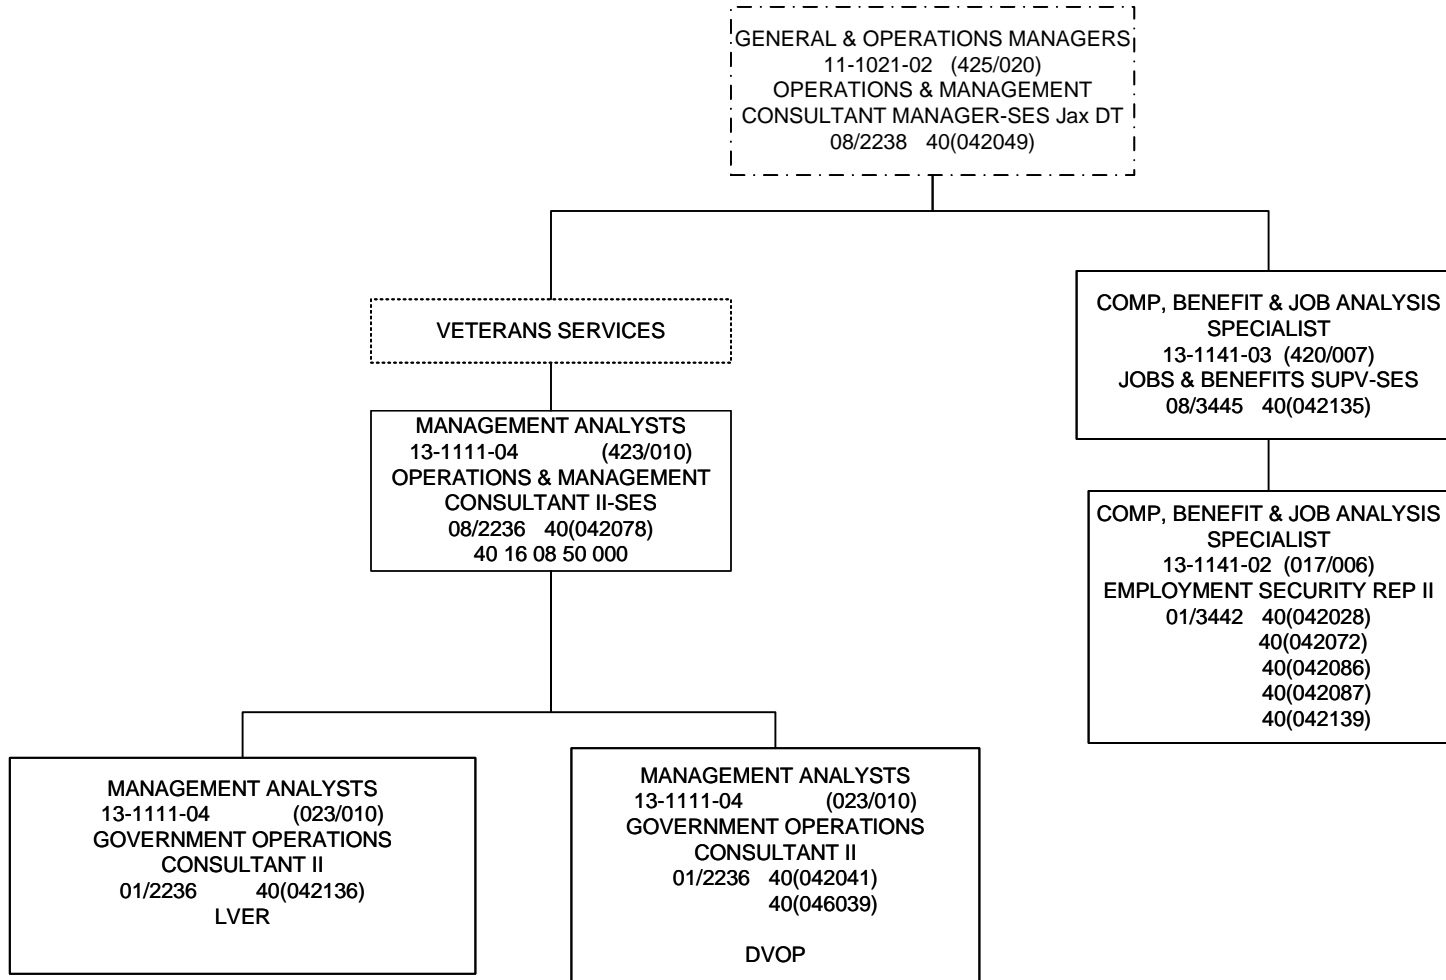 GENERAL & OPERATIONS MANAGERS
11-1021-02 (425/020)
OPERATIONS & MANAGEMENT
CONSULTANT MANAGER-SES Jax DT
08/2238 40(042049)
VETERANS SERVICES
MANAGEMENT ANALYSTS
13-1111-04 (423/010)
OPERATIONS & MANAGEMENT
CONSULTANT II-SES
08/2236 40(042078)
40 16 08 50 000
COMP, BENEFIT & JOB ANALYSIS
SPECIALIST
13-1141-03 (420/007)
JOBS & BENEFITS SUPV-SES
08/3445 40(042135)
COMP, BENEFIT & JOB ANALYSIS
SPECIALIST
13-1141-02 (017/006)
EMPLOYMENT SECURITY REP II
01/3442 40(042028)
40(042072)
40(042086)
40(042087)
40(042139)
MANAGEMENT ANALYSTS
13-1111-04 (023/010)
GOVERNMENT OPERATIONS
CONSULTANT II
01/2236 40(042136)
LVER
MANAGEMENT ANALYSTS
13-1111-04 (023/010)
GOVERNMENT OPERATIONS
CONSULTANT II
01/2236 40(042041)
40(046039)
DVOP